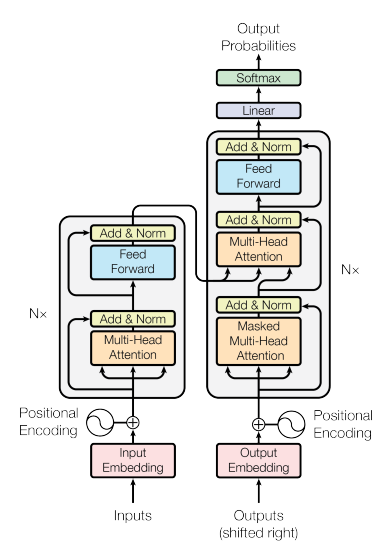 Output
Probabilities
Softmax
Linear
Add & Norm
Feed
Forward
Add & Norm
Multi-Head
Attention
Add & Norm
Masked
Multi-Head
Attention
N×
Add & Norm
Feed
Forward
Add & Norm
Multi-Head
Attention
N×
Positional
Encoding
Positional
Encoding
Input
Embedding
Output
Embedding
Inputs
Outputs
(shifted right)